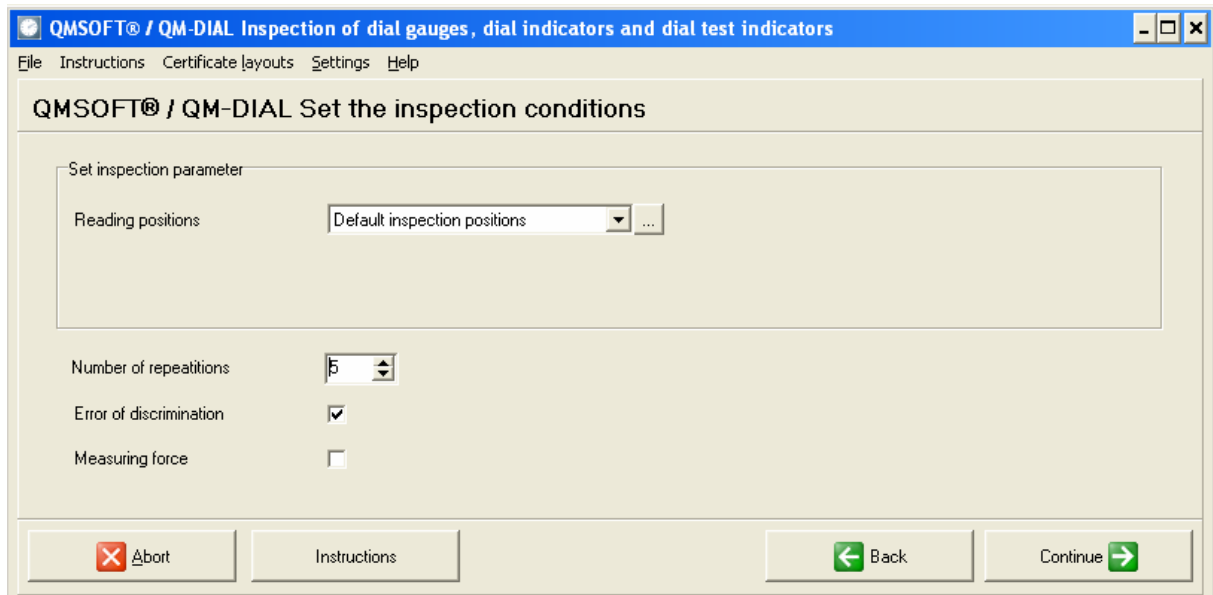 QMSOFT® / QM-DIAL Inspection of dial gauges, dial indicators and dial test indicators
File Instructions Certificate layouts Settings Help
QMSOFT® / QM-DIAL Set the inspection conditions
Set inspection parameter
Reading positions Default inspection positions ...
Number of repeatitions 5
Error of discrimination
Measuring force
Abort Instructions Back Continue